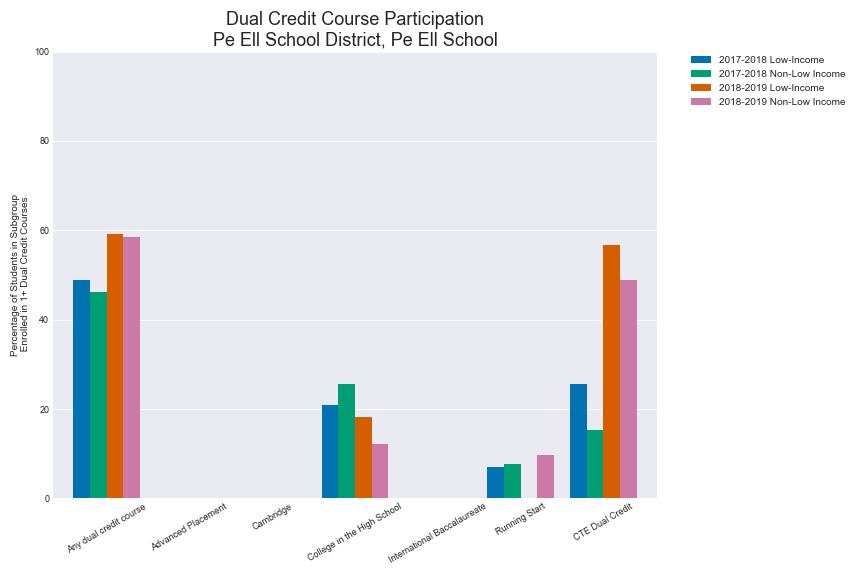 Dual Credit Course Participation
Pe Ell School District, Pe Ell School
2017-2018 Low-Income
2017-2018 Non-Low Income
2018-2019 Low-Income
2018-2019 Non-Low Income
Percentage of Students in Subgroup
Enrolled in 1+ Dual Credit Courses
100
80
60
40
20
0
Any dual credit course
Advanced Placement
Cambridge
College in the High School
International Baccalaureate
Running Start
CTE Dual Credit